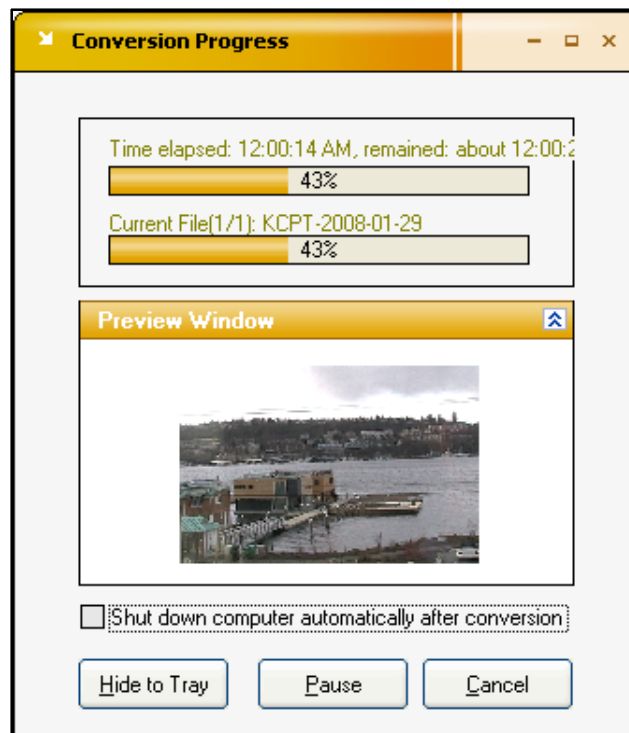 Conversion Progress
Time elapsed: 12:00:14 AM, remained: about 12:00:2
43%
Current File(1/1): KCPT-2008-01-29
43%
Preview Window
Shut down computer automatically after conversion
Hide to Tray Pause Cancel